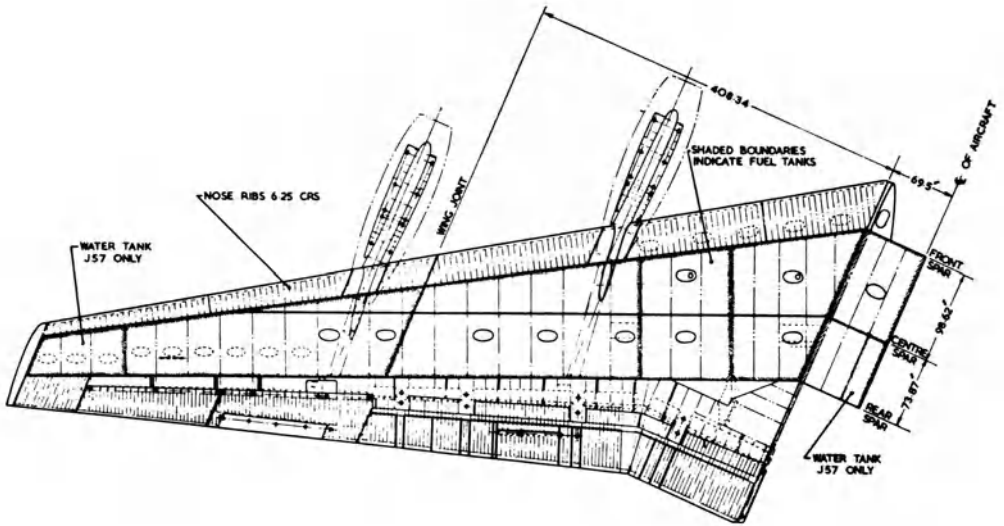 408.34
69.5"
℄ OF AIRCRAFT
SHADED BOUNDARIES
INDICATE FUEL TANKS
WING JOINT
NOSE RIBS 6.25 CRS
WATER TANK
J57 ONLY
FRONT
SPAR
98.62"
CENTRE
SPAR
73.87"
REAR
SPAR
WATER TANK
J57 ONLY